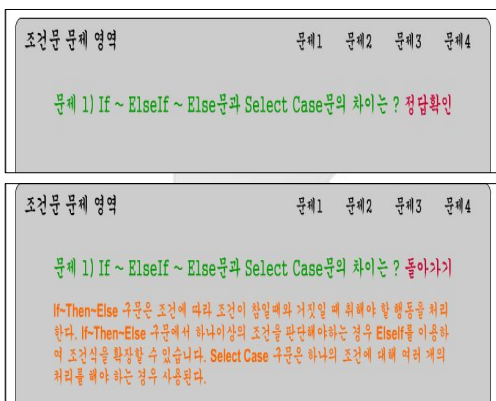 조건문 문제 영역 문제1 문제2 문제3 문제4
문제 1) If ~ ElseIf ~ Else문과 Select Case문의 차이는 ? 정답확인
조건문 문제 영역 문제1 문제2 문제3 문제4
문제 1) If ~ ElseIf ~ Else문과 Select Case문의 차이는 ? 돌아가기
If~Then~Else 구문은 조건에 따라 조건이 참일때와 거짓일 때 취해야 할 행동을 처리
한다. If~Then~Else 구문에서 하나이상의 조건을 판단해야하는 경우 ElseIf를 이용하
여 조건식을 확장할 수 있습니다. Select Case 구문은 하나의 조건에 대해 여러 개의
처리를 해야 하는 경우 사용된다.